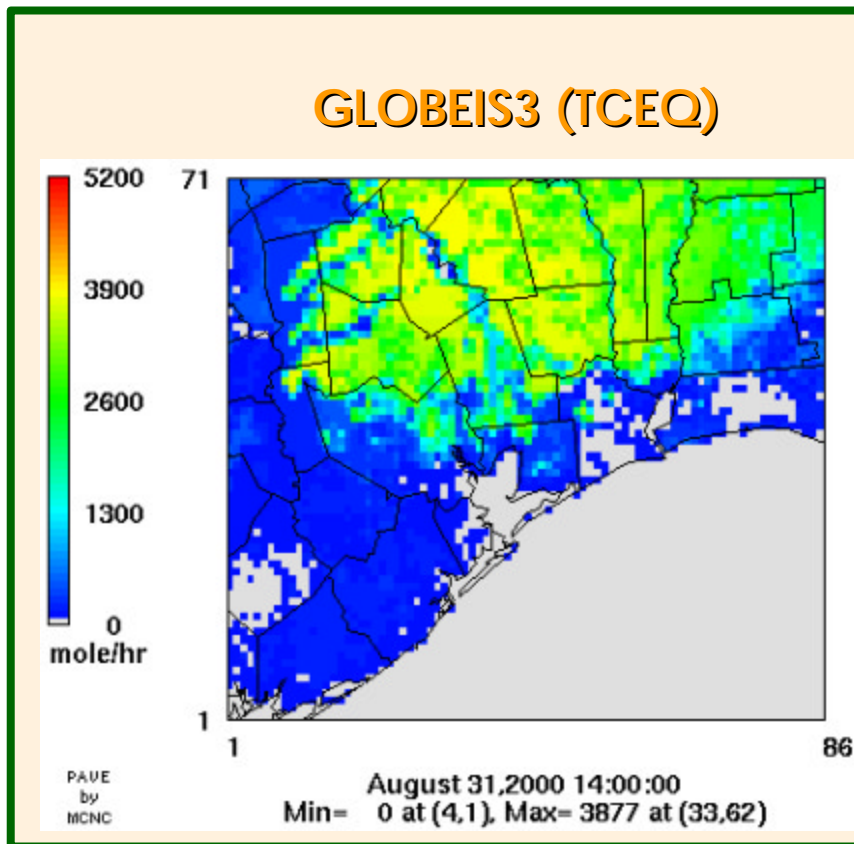 GLOBEIS3 (TCEQ)
5200
3900
2600
1300
0
mole/hr
71
1
1
86
PAVE
by
MCNC
August 31,2000 14:00:00
Min= 0 at (4,1), Max= 3877 at (33,62)